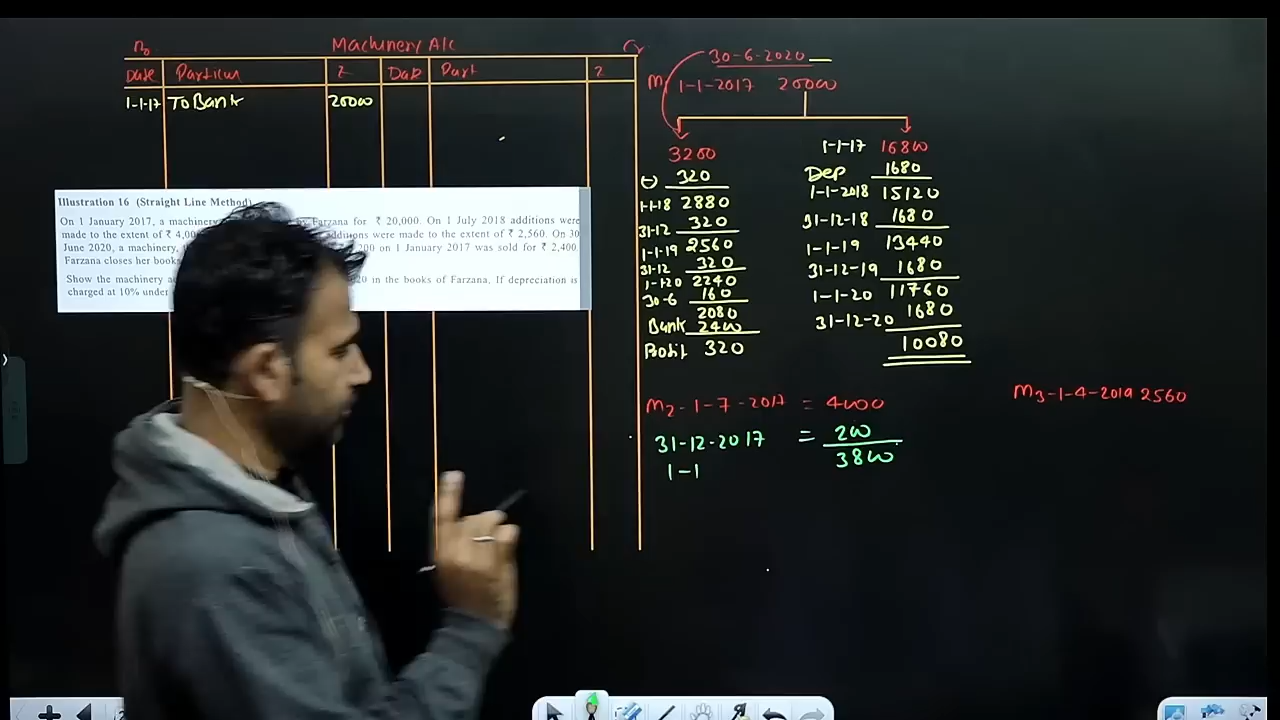 Machinery A/c
Dr
Cr
Date Particulars ₹ Date Part ₹
1-1-17 To Bank 20000
Illustration 16 (Straight Line Method)
On 1 January 2017, a machinery Farzana for ₹ 20,000. On 1 July 2018 additions were
made to the extent of ₹ 4,00 additions were made to the extent of ₹ 2,560. On 30
June 2020, a machinery, 200 on 1 January 2017 was sold for ₹ 2,400.
Farzana closes her book
Show the machinery a 20 in the books of Farzana, If depreciation is
charged at 10% under
30-6-2020
M1 1-1-2017 20000
3200
(-) 320
1-1-18 2880
31-12 320
1-1-19 2560
31-12 320
1-1-20 2240
30-6 160
2080
Bank 2400
Profit 320
1-1-17 16800
Dep 1680
1-1-2018 15120
31-12-18 1680
1-1-19 13440
31-12-19 1680
1-1-20 11760
31-12-20 1680
10080
M2-1-7-2017 = 4000
31-12-2017 = 200
3800
1-1
M3-1-4-2019 2560